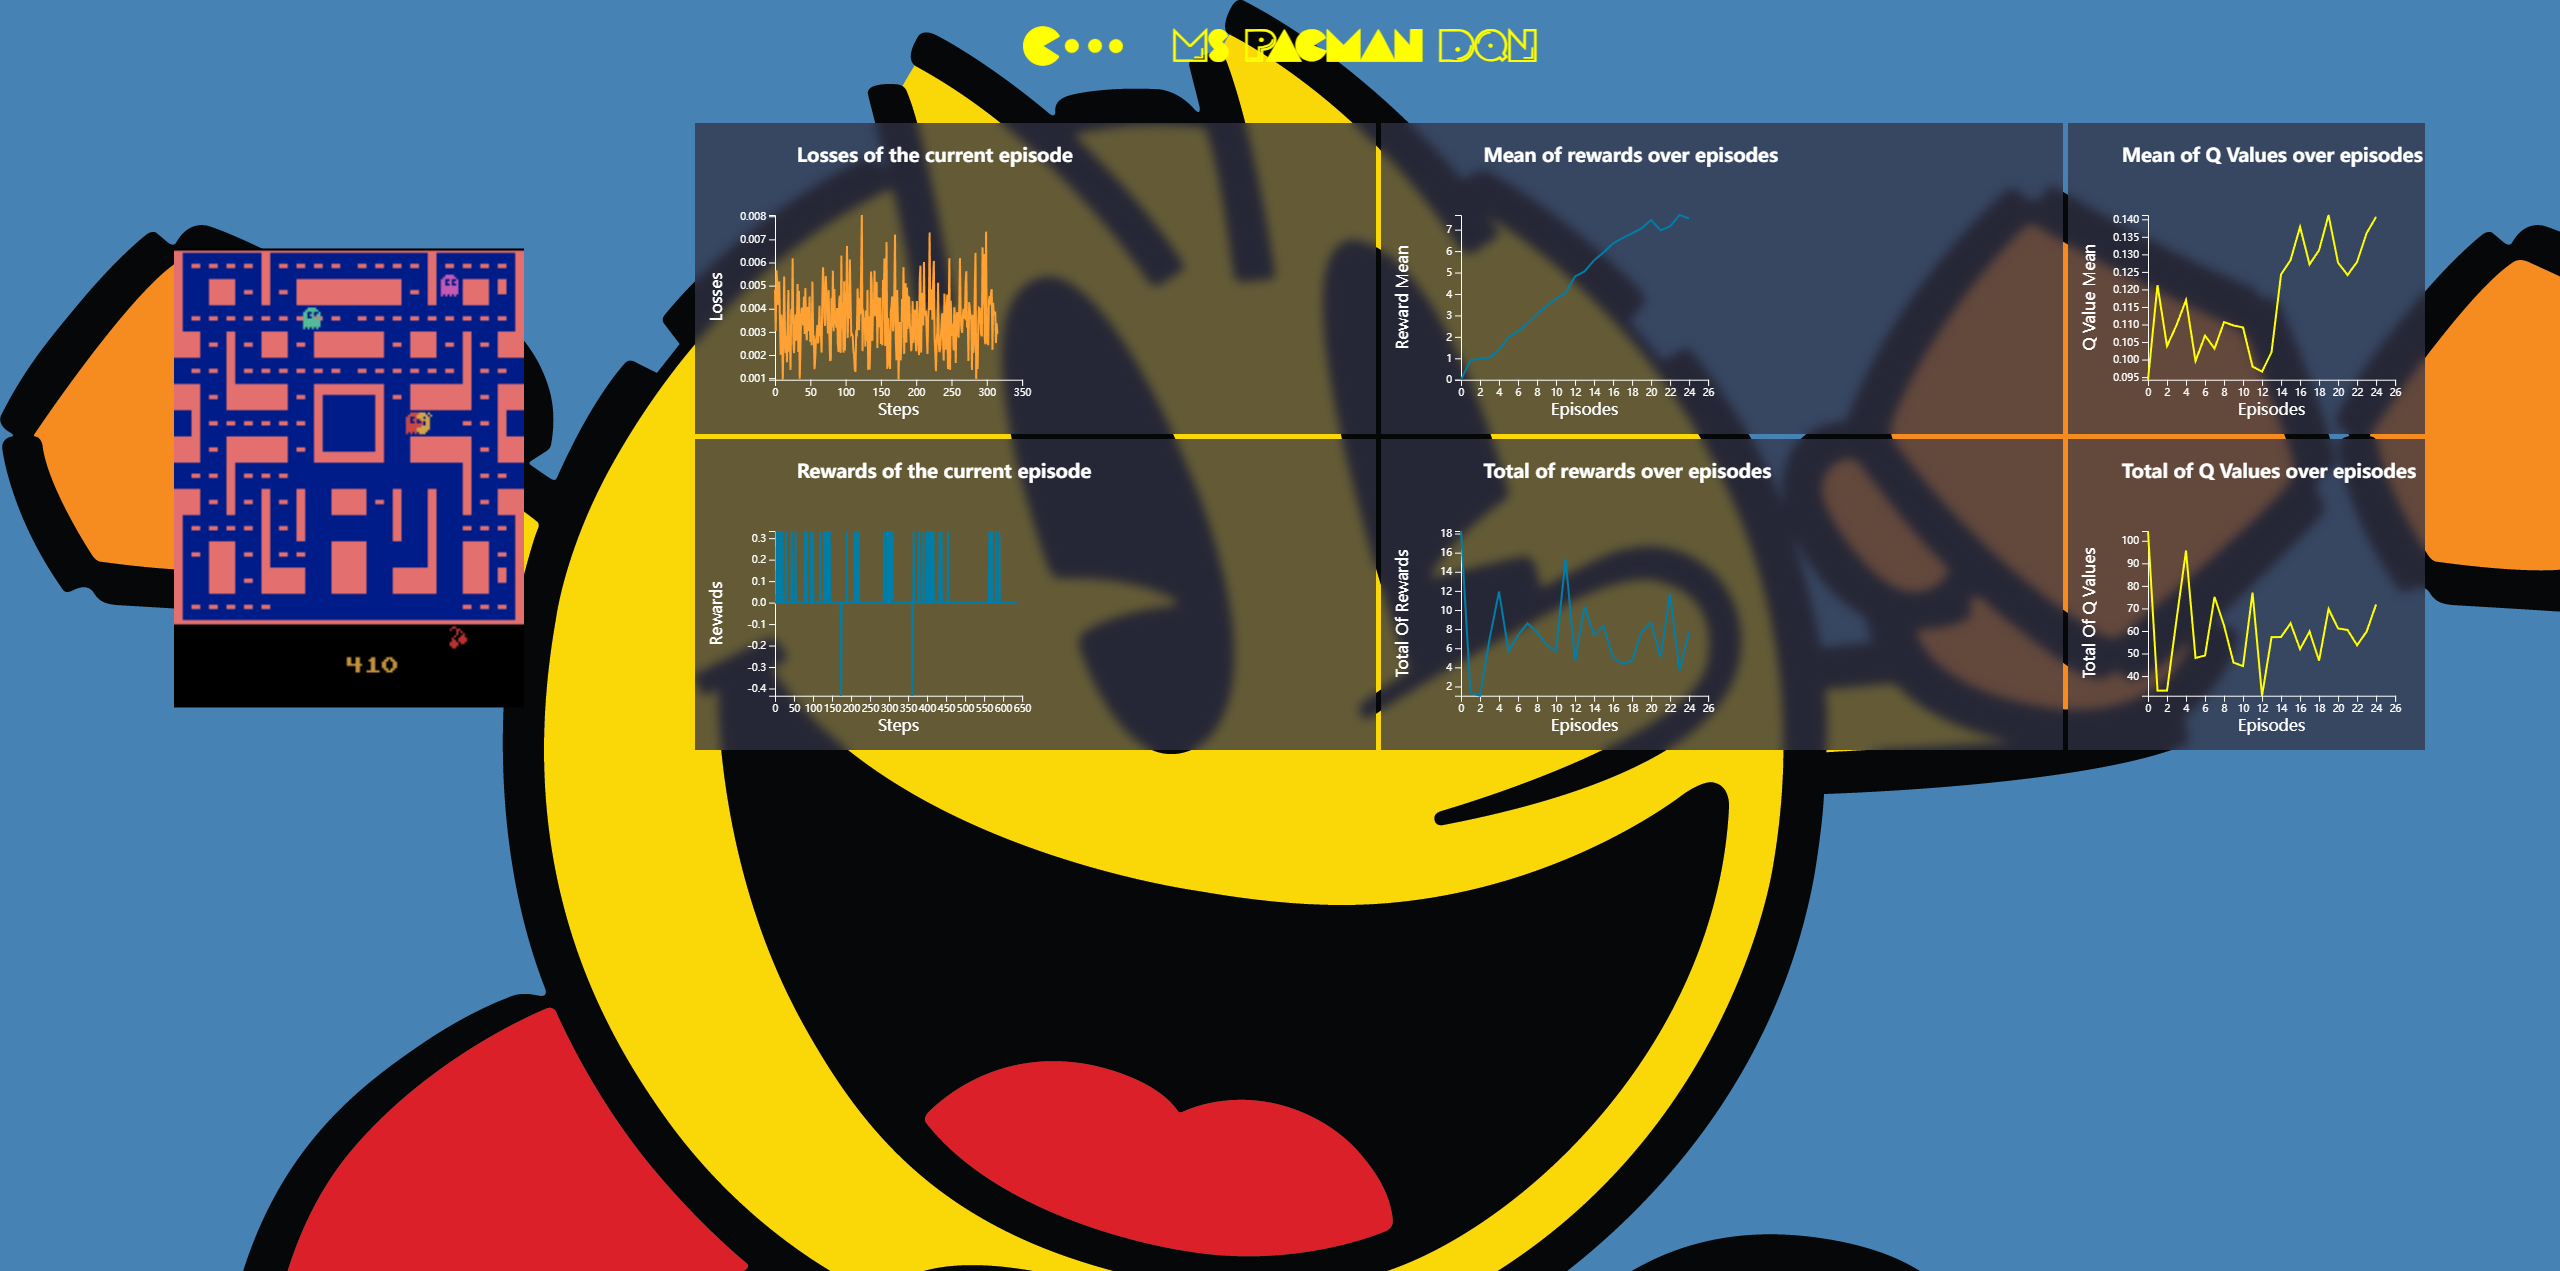 MS PACMAN DQN
Losses of the current episode
0.008
0.007
0.006
0.005
0.004
0.003
0.002
0.001
Losses
0 50 100 150 200 250 300 350
Steps
Mean of rewards over episodes
7
6
5
4
3
2
1
0
Reward Mean
0 2 4 6 8 10 12 14 16 18 20 22 24 26
Episodes
Mean of Q Values over episodes
0.140
0.135
0.130
0.125
0.120
0.115
0.110
0.105
0.100
0.095
Q Value Mean
0 2 4 6 8 10 12 14 16 18 20 22 24 26
Episodes
Rewards of the current episode
0.3
0.2
0.1
0.0
-0.1
-0.2
-0.3
-0.4
Rewards
0 50 100 150 200 250 300 350 400 450 500 550 600 650
Steps
Total of rewards over episodes
18
16
14
12
10
8
6
4
2
Total Of Rewards
0 2 4 6 8 10 12 14 16 18 20 22 24 26
Episodes
Total of Q Values over episodes
100
90
80
70
60
50
40
Total Of Q Values
0 2 4 6 8 10 12 14 16 18 20 22 24 26
Episodes
410